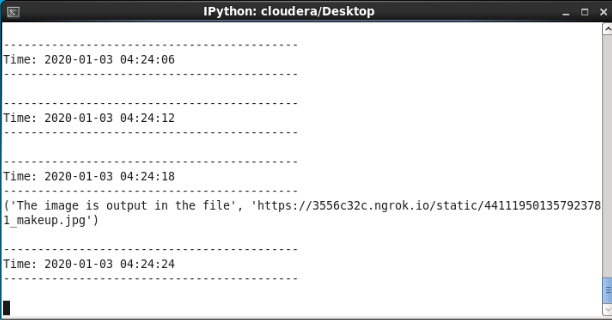 IPython: cloudera/Desktop
-------------------------------------------
Time: 2020-01-03 04:24:06
-------------------------------------------
-------------------------------------------
Time: 2020-01-03 04:24:12
-------------------------------------------
-------------------------------------------
Time: 2020-01-03 04:24:18
-------------------------------------------
('The image is output in the file', 'https://3556c32c.ngrok.io/static/44111950135792378
1_makeup.jpg')
-------------------------------------------
Time: 2020-01-03 04:24:24
-------------------------------------------